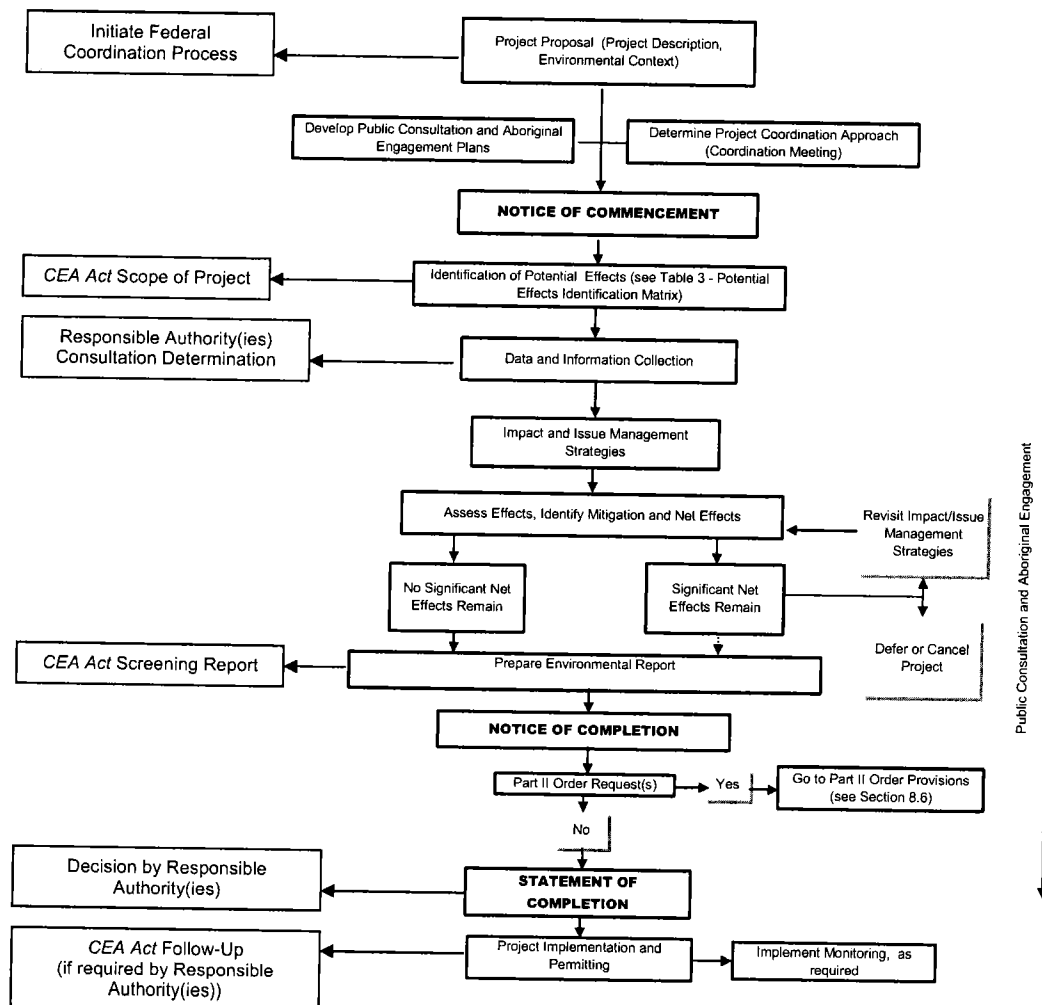 Initiate Federal
Coordination Process
Project Proposal (Project Description,
Environmental Context)
Develop Public Consultation and Aboriginal
Engagement Plans
Determine Project Coordination Approach
(Coordination Meeting)
NOTICE OF COMMENCEMENT
CEA Act Scope of Project
Identification of Potential Effects (see Table 3 - Potential
Effects Identification Matrix)
Responsible Authority(ies)
Consultation Determination
Data and Information Collection
Impact and Issue Management
Strategies
Assess Effects, Identify Mitigation and Net Effects
Revisit Impact/Issue
Management
Strategies
No Significant Net
Effects Remain
Significant Net
Effects Remain
Defer or Cancel
Project
CEA Act Screening Report
Prepare Environmental Report
NOTICE OF COMPLETION
Part II Order Request(s)
Yes
Go to Part II Order Provisions
(see Section 8.6)
No
Decision by Responsible
Authority(ies)
STATEMENT OF
COMPLETION
CEA Act Follow-Up
(if required by Responsible
Authority(ies))
Project Implementation and
Permitting
Implement Monitoring, as
required
Public Consultation and Aboriginal Engagement